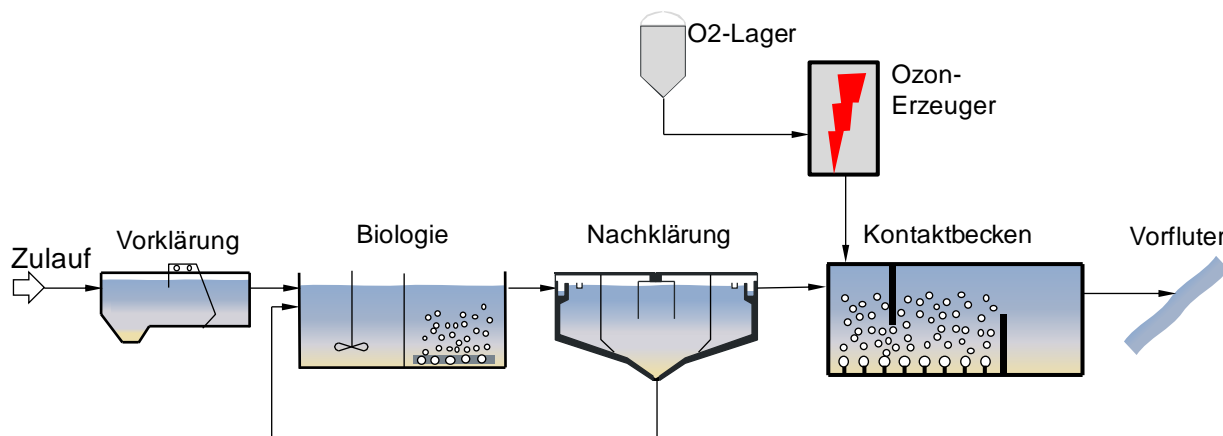 O2-Lager
Ozon-
Erzeuger
Zulauf
Vorklärung
Biologie
Nachklärung
Kontaktbecken
Vorfluter